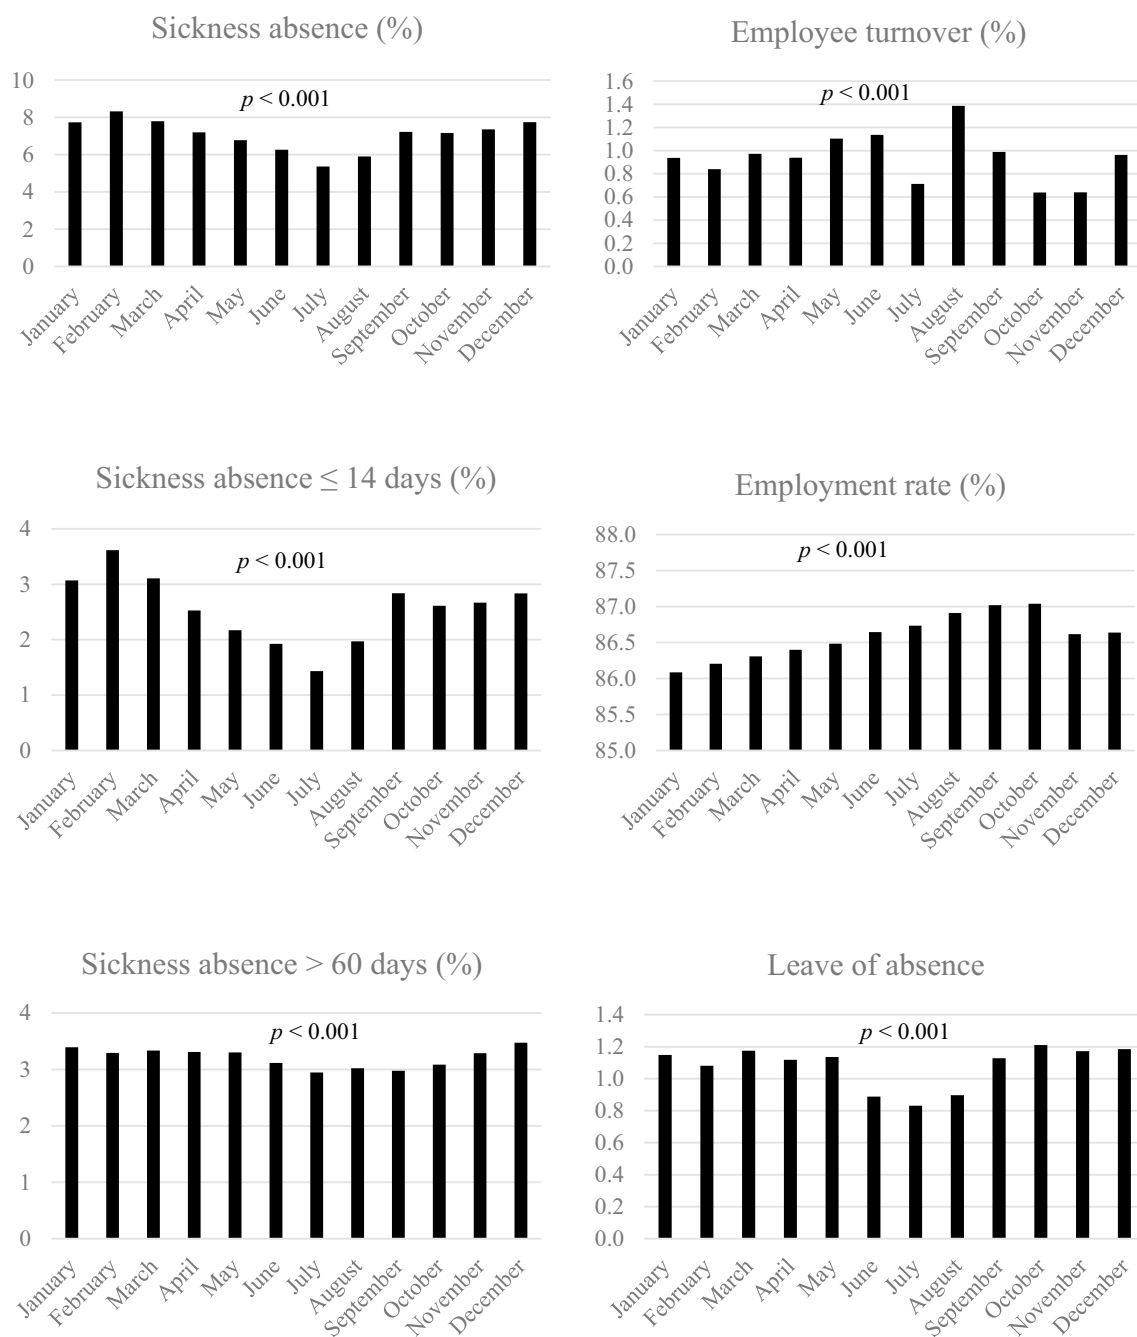 Sickness absence (%)
p < 0.001
10
8
6
4
2
0
January February March April May June July August September October November December
Employee turnover (%)
p < 0.001
1.6
1.4
1.2
1.0
0.8
0.6
0.4
0.2
0.0
January February March April May June July August September October November December
Sickness absence ≤ 14 days (%)
p < 0.001
4
3
2
1
0
January February March April May June July August September October November December
Employment rate (%)
p < 0.001
88.0
87.5
87.0
86.5
86.0
85.5
85.0
January February March April May June July August September October November December
Sickness absence > 60 days (%)
p < 0.001
4
3
2
1
0
January February March April May June July August September October November December
Leave of absence
p < 0.001
1.4
1.2
1.0
0.8
0.6
0.4
0.2
0.0
January February March April May June July August September October November December